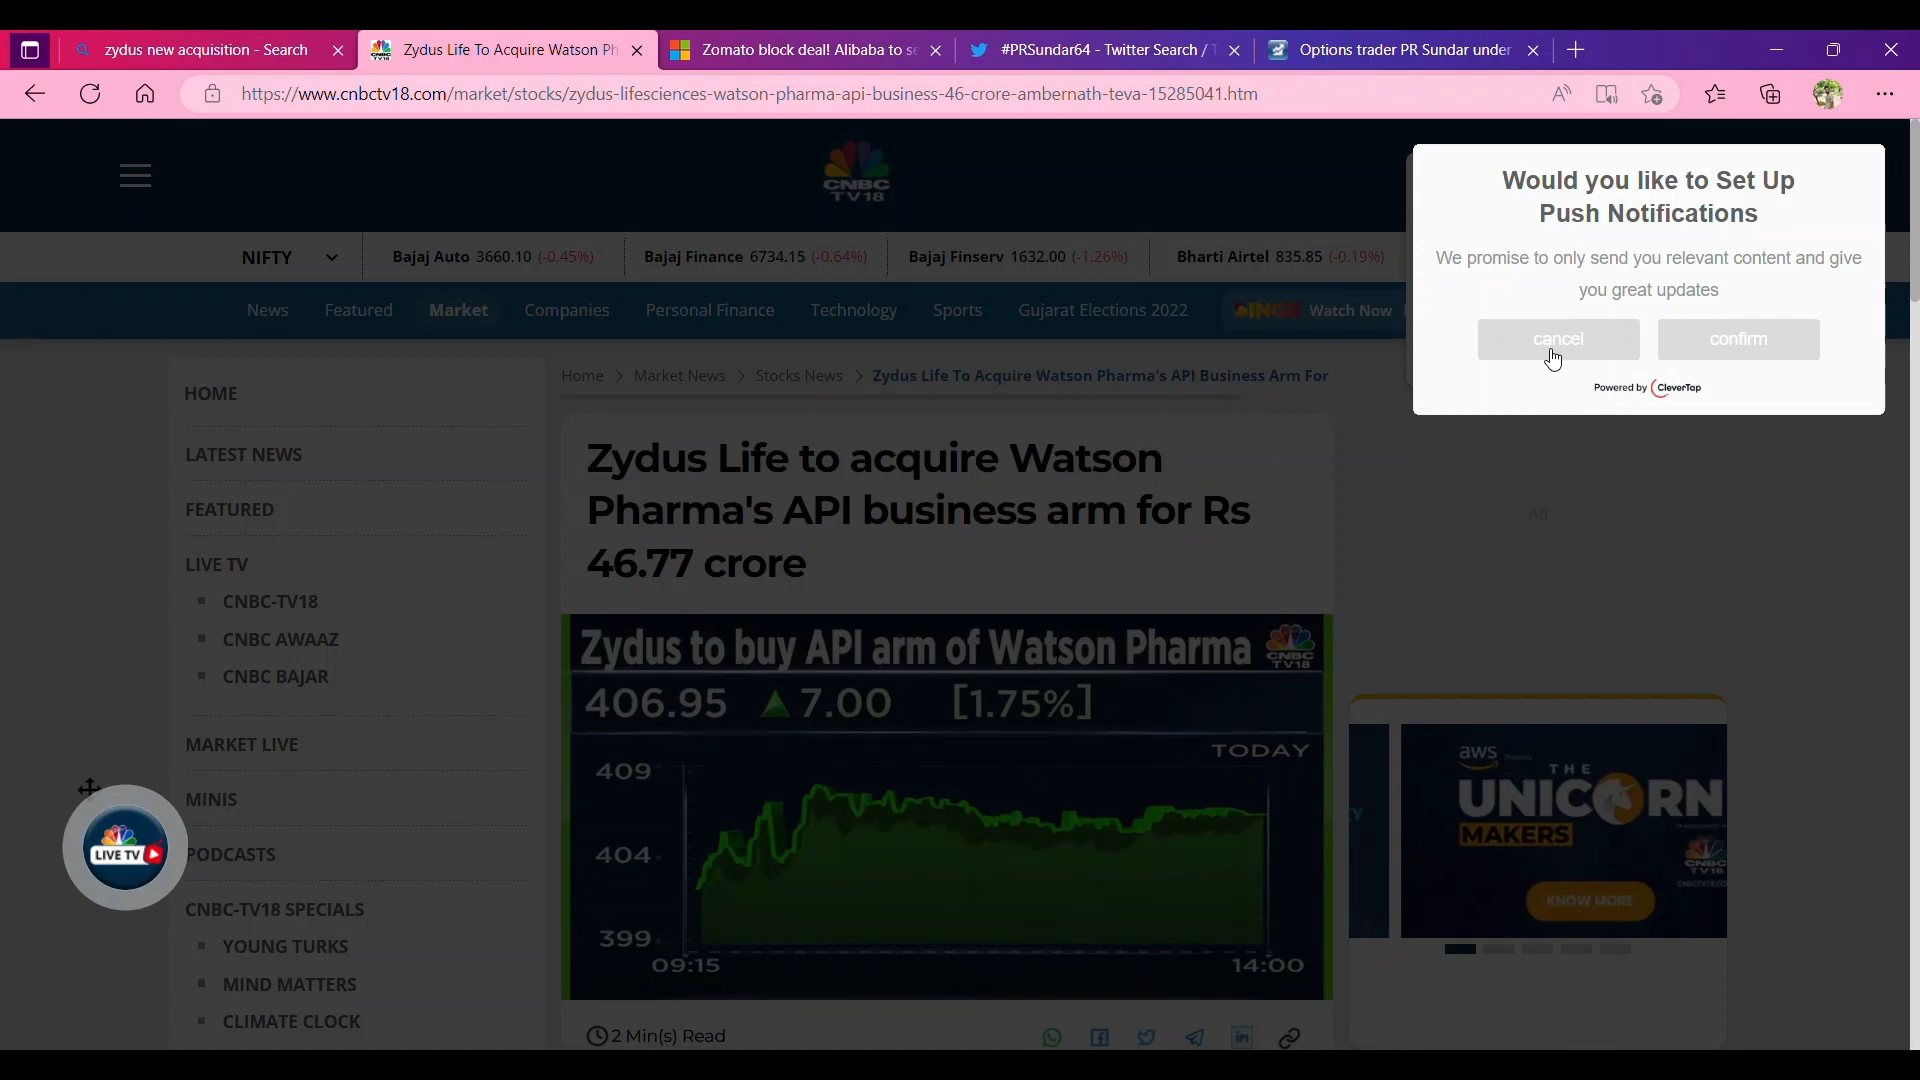 zydus new acquisition - Search
Zydus Life To Acquire Watson Ph
Zomato block deal! Alibaba to se
#PRSundar64 - Twitter Search / T
Options trader PR Sundar under
https://www.cnbctv18.com/market/stocks/zydus-lifesciences-watson-pharma-api-business-46-crore-ambernath-teva-15285041.htm
CNBC
TV18
Would you like to Set Up
Push Notifications
We promise to only send you relevant content and give
you great updates
cancel
confirm
Powered by CleverTap
NIFTY
Bajaj Auto 3660.10 (-0.45%)
Bajaj Finance 6734.15 (-0.64%)
Bajaj Finserv 1632.00 (-1.26%)
Bharti Airtel 835.85 (-0.19%)
News
Featured
Market
Companies
Personal Finance
Technology
Sports
Gujarat Elections 2022
Watch Now
HOME
LATEST NEWS
FEATURED
LIVE TV
CNBC-TV18
CNBC AWAAZ
CNBC BAJAR
MARKET LIVE
MINIS
PODCASTS
CNBC-TV18 SPECIALS
YOUNG TURKS
MIND MATTERS
CLIMATE CLOCK
LIVE TV
Home > Market News > Stocks News > Zydus Life To Acquire Watson Pharma's API Business Arm For
Zydus Life to acquire Watson
Pharma's API business arm for Rs
46.77 crore
Zydus to buy API arm of Watson Pharma
CNBC
TV18
406.95 ▲ 7.00 [1.75%]
TODAY
409
404
399
09:15
14:00
2 Min(s) Read
Ad
aws
THE
UNICORN
MAKERS
KNOW MORE